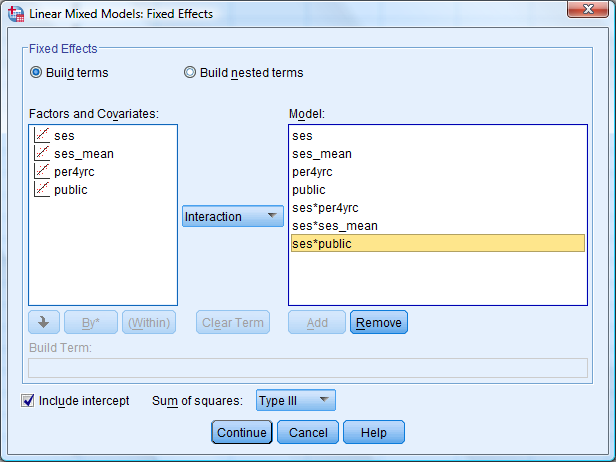 Linear Mixed Models: Fixed Effects
Fixed Effects
Build terms
Build nested terms
Factors and Covariates:
Model:
ses
ses_mean
per4yrc
public
Interaction
ses
ses_mean
per4yrc
public
ses*per4yrc
ses*ses_mean
ses*public
By*
(Within)
Clear Term
Add
Remove
Build Term:
Include intercept
Sum of squares:
Type III
Continue
Cancel
Help